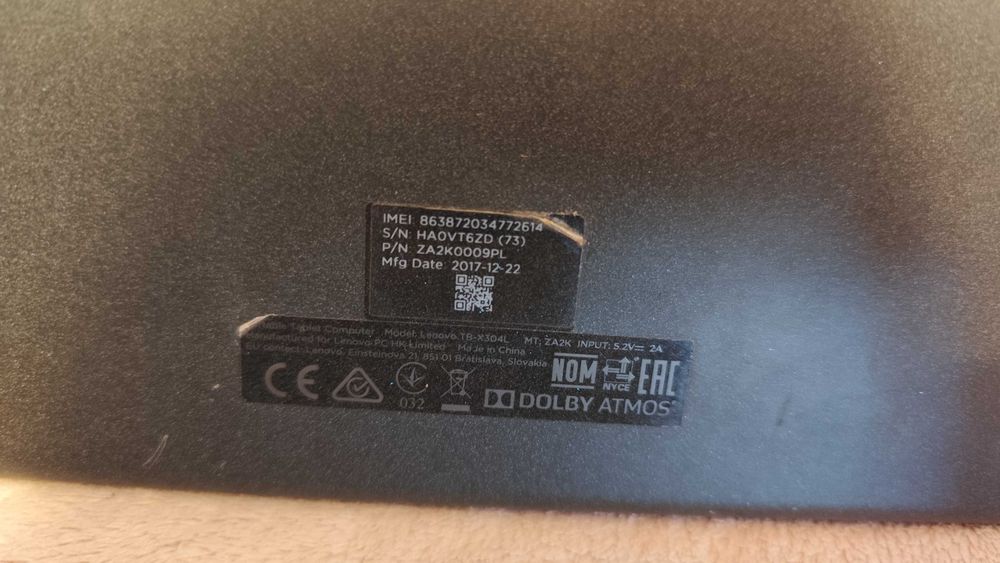 IMEI: 863872034772614
S/N: HA0VT6ZD (73)
P/N: ZA2K0009PL
Mfg Date: 2017-12-22
Tablet Computer Model: Lenovo TB-X304L MT: ZA2K INPUT: 5.2V⎓ 2A
Manufactured for Lenovo PC HK Limited Made in China
EU contact: Lenovo, Einsteinova 21, 851 01 Bratislava, Slovakia
CE 032 NOM NYCE EAC
DOLBY ATMOS